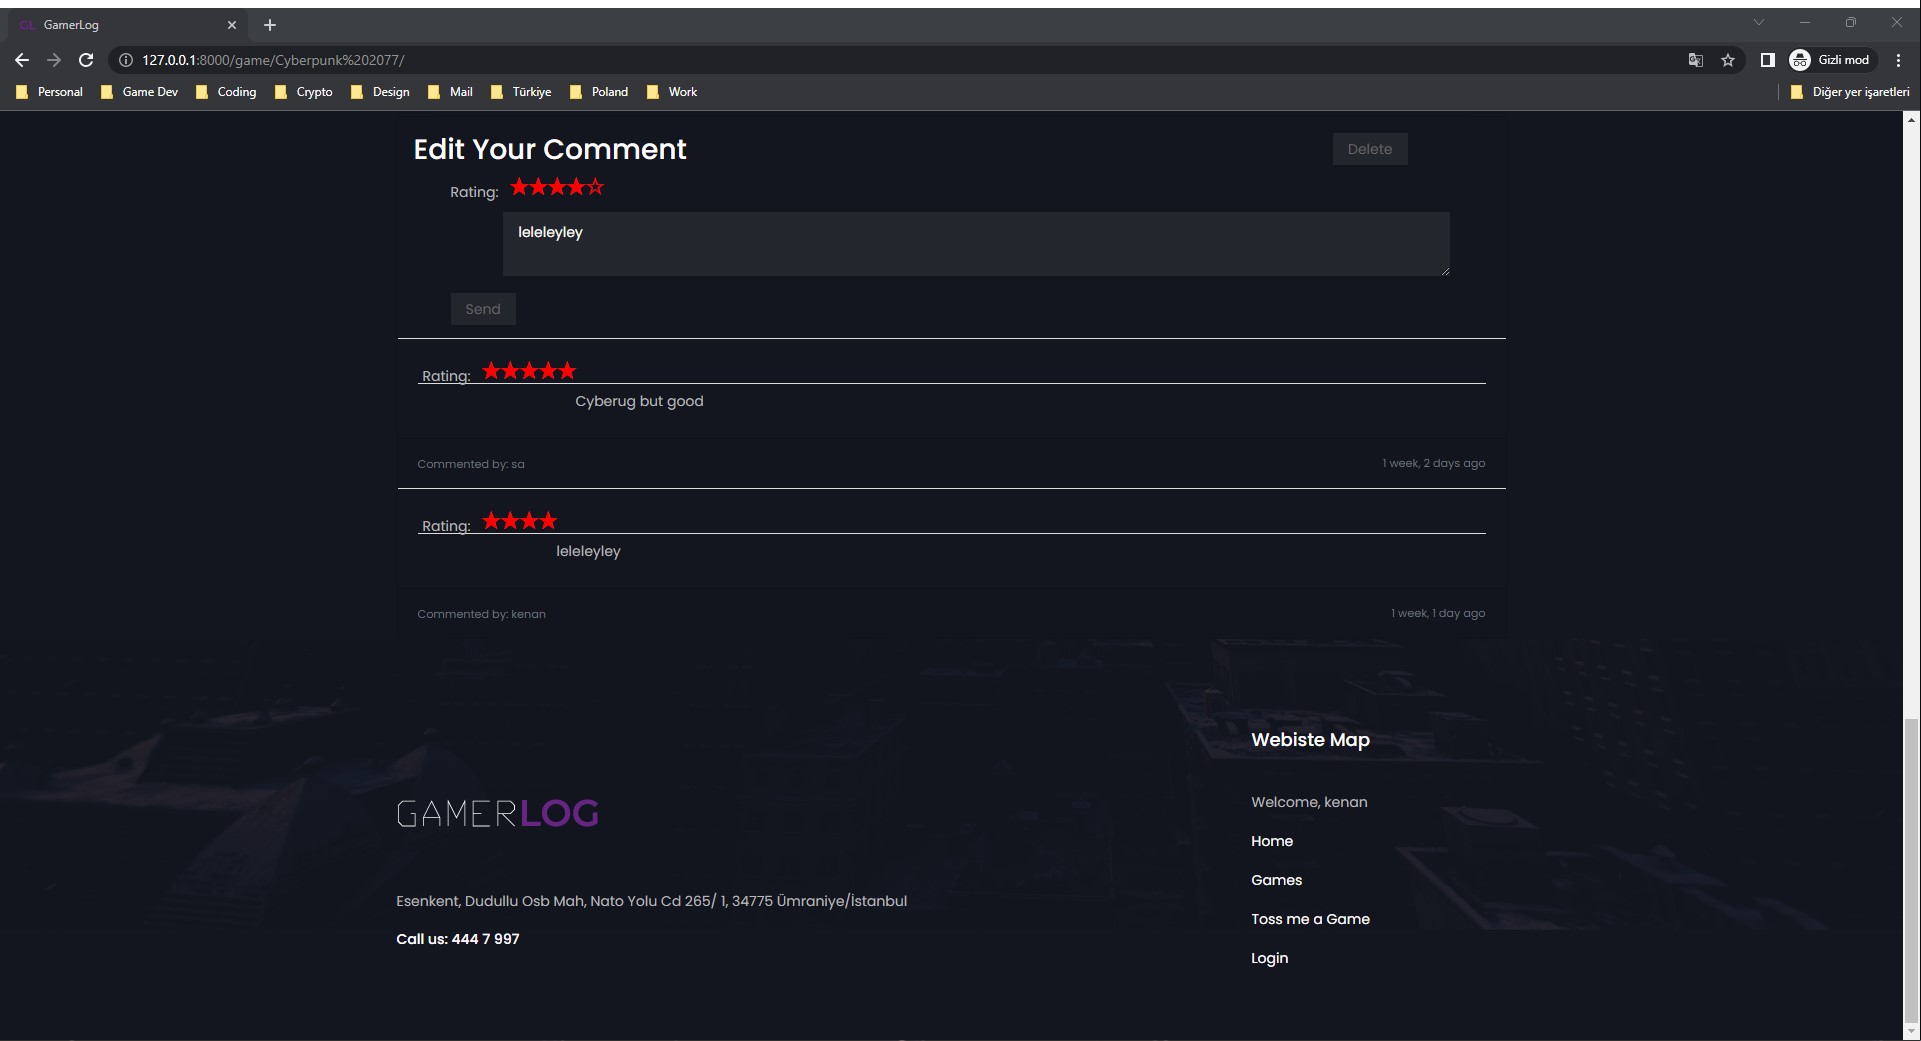 GL GamerLog
127.0.0.1:8000/game/Cyberpunk%202077/
Gizli mod
Personal Game Dev Coding Crypto Design Mail Türkiye Poland Work
Diğer yer işaretleri
Edit Your Comment
Delete
Rating: ★★★★☆
leleleyley
Send
Rating: ★★★★★
Cyberug but good
Commented by: sa
1 week, 2 days ago
Rating: ★★★★
leleleyley
Commented by: kenan
1 week, 1 day ago
GAMERLOG
Esenkent, Dudullu Osb Mah, Nato Yolu Cd 265/ 1, 34775 Ümraniye/İstanbul
Call us: 444 7 997
Webiste Map
Welcome, kenan
Home
Games
Toss me a Game
Login